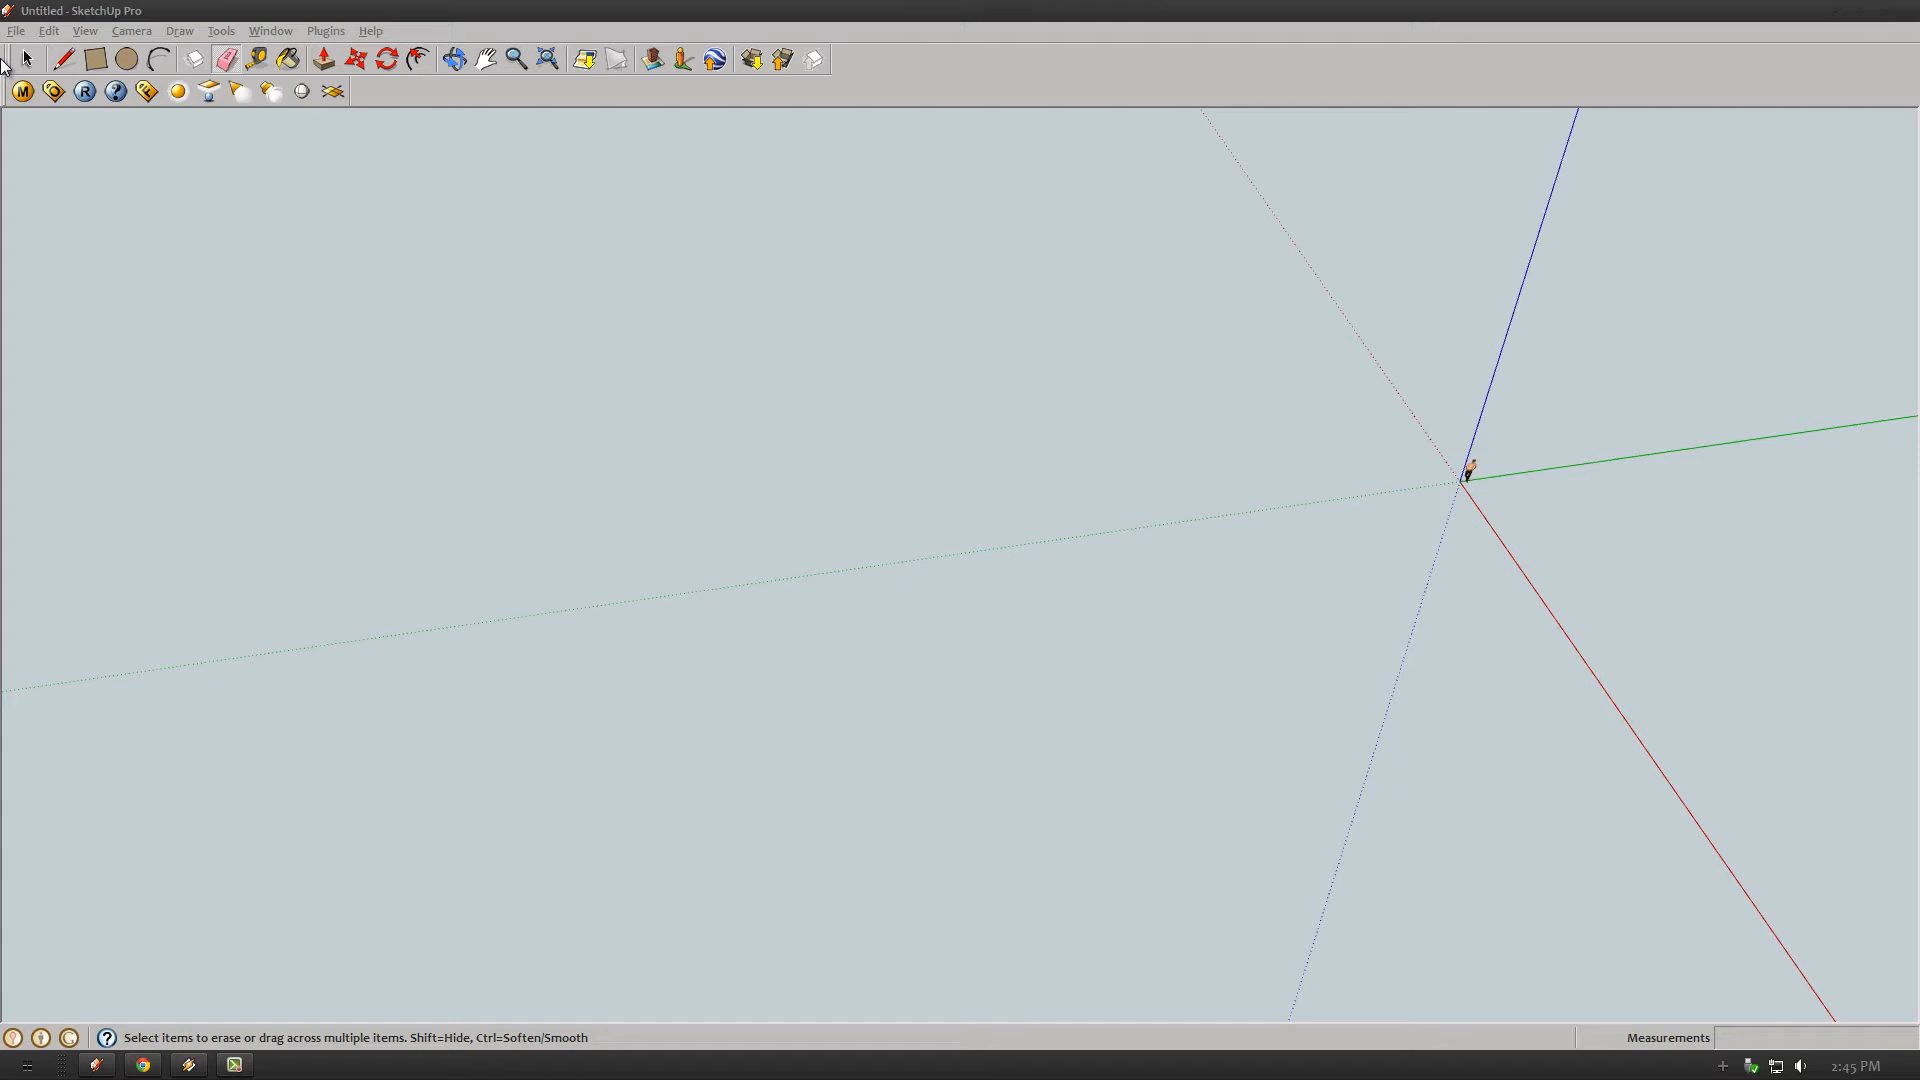 Untitled - SketchUp Pro
File Edit View Camera Draw Tools Window Plugins Help
M O R ? F
? Select items to erase or drag across multiple items. Shift=Hide, Ctrl=Soften/Smooth Measurements
2:45 PM